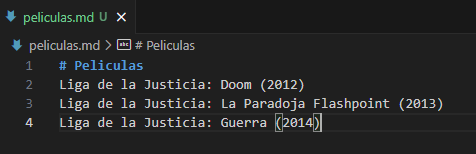 peliculas.md U ×
peliculas.md > # Peliculas
1 # Peliculas
2 Liga de la Justicia: Doom (2012)
3 Liga de la Justicia: La Paradoja Flashpoint (2013)
4 Liga de la Justicia: Guerra (2014)